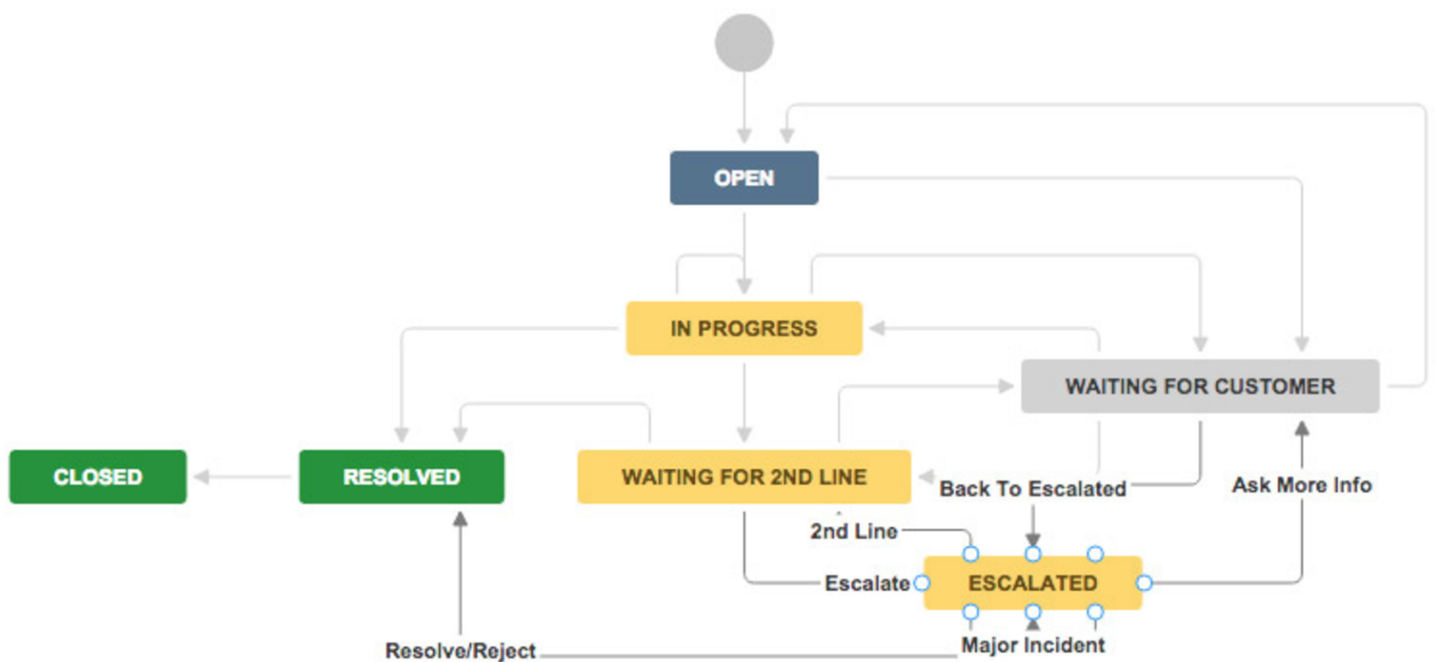 OPEN
IN PROGRESS
WAITING FOR CUSTOMER
CLOSED
RESOLVED
WAITING FOR 2ND LINE
Back To Escalated
Ask More Info
2nd Line
Escalate
ESCALATED
Resolve/Reject
Major Incident